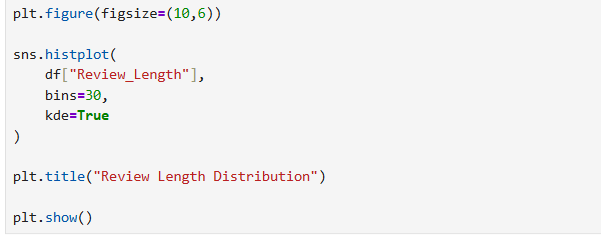 plt.figure(figsize=(10,6))
sns.histplot(
    df["Review_Length"],
    bins=30,
    kde=True
)
plt.title("Review Length Distribution")
plt.show()